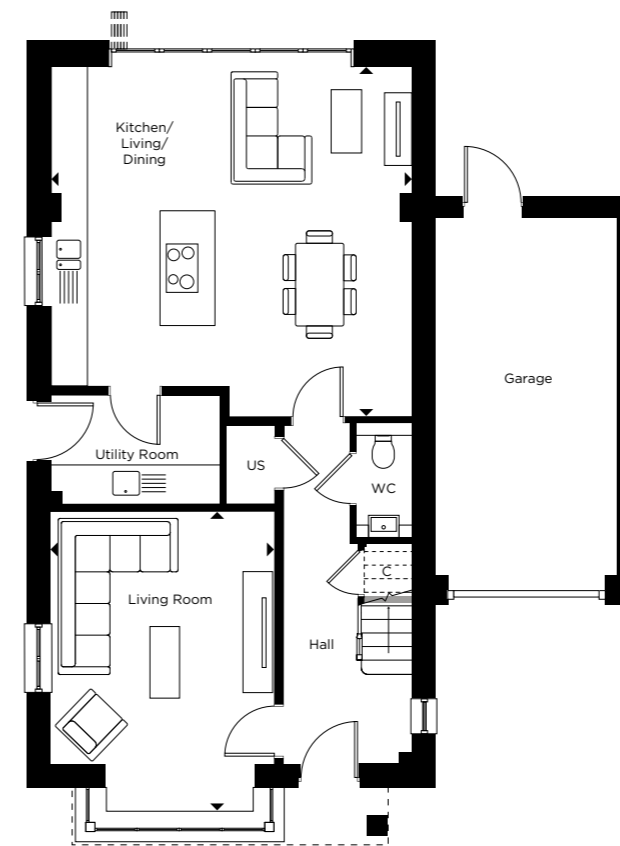 Kitchen/
Living/
Dining
Garage
Utility Room
US
WC
C
Living Room
Hall